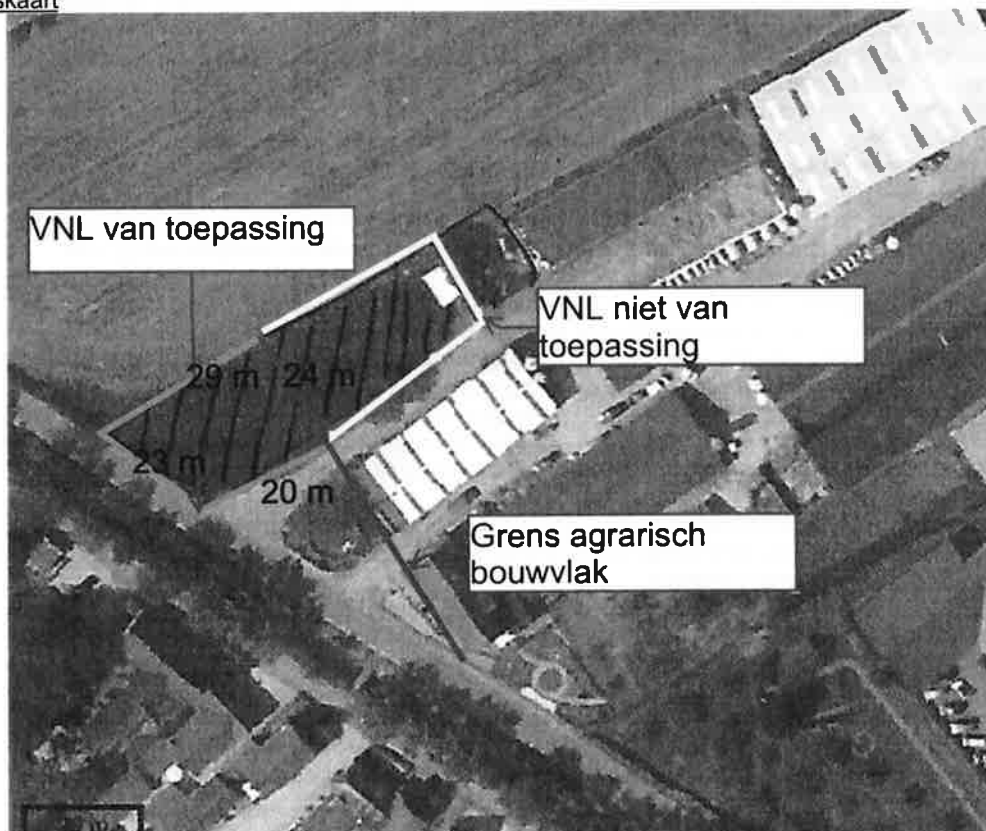 VNL van toepassing
VNL niet van
toepassing
29 m 24 m
23 m
20 m
Grens agrarisch
bouwvlak